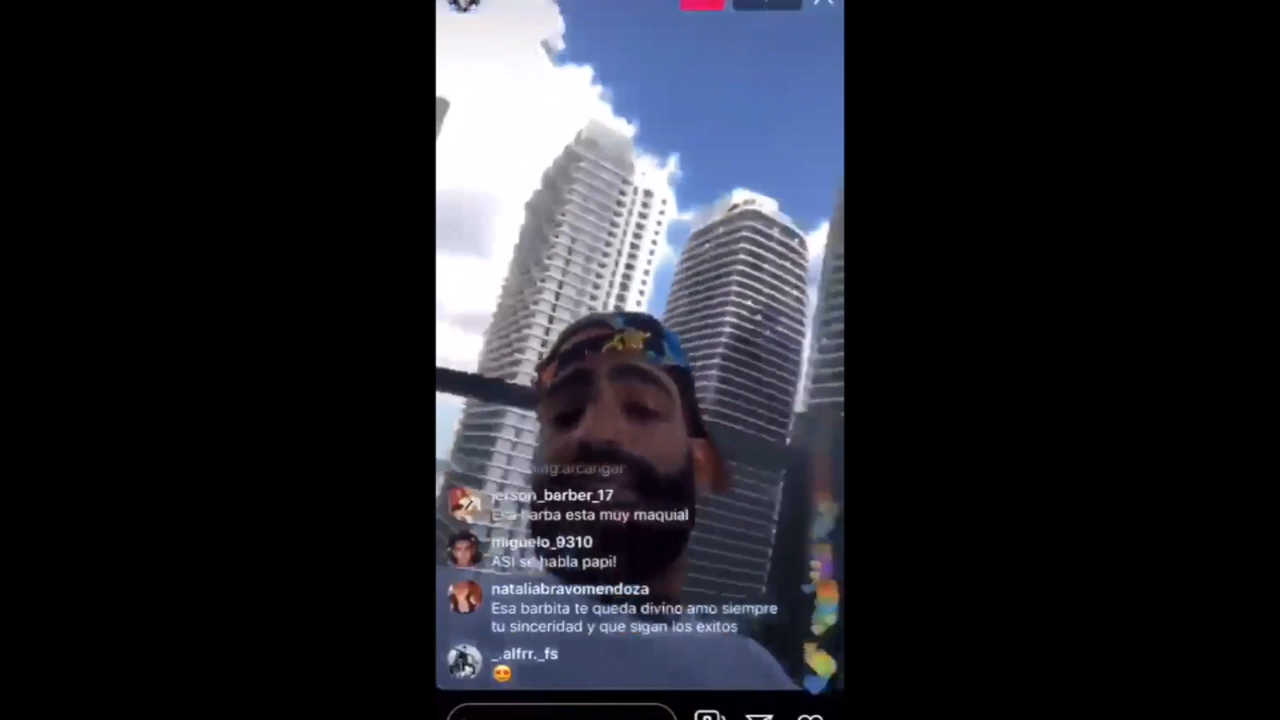 jerson_barber_17
Esa barba esta muy maquial
miguelo_9310
ASI se habla papi!
nataliabravomendoza
Esa barbita te queda divino amo siempre
tu sinceridad y que sigan los exitos
_.alfrr._fs